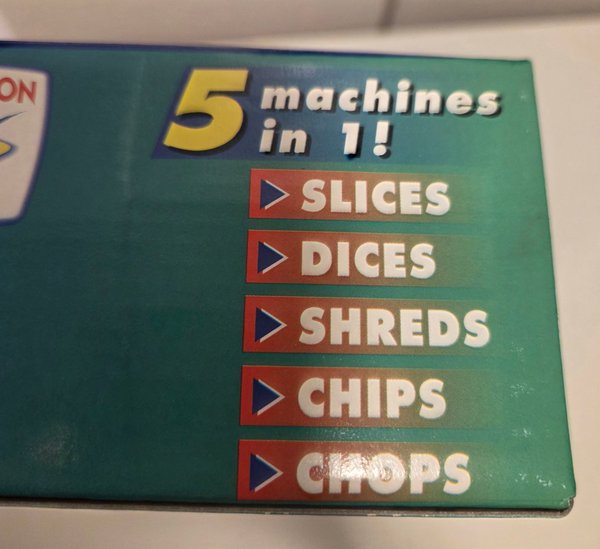 ON
5 machines
in 1!
SLICES
DICES
SHREDS
CHIPS
CHOPS